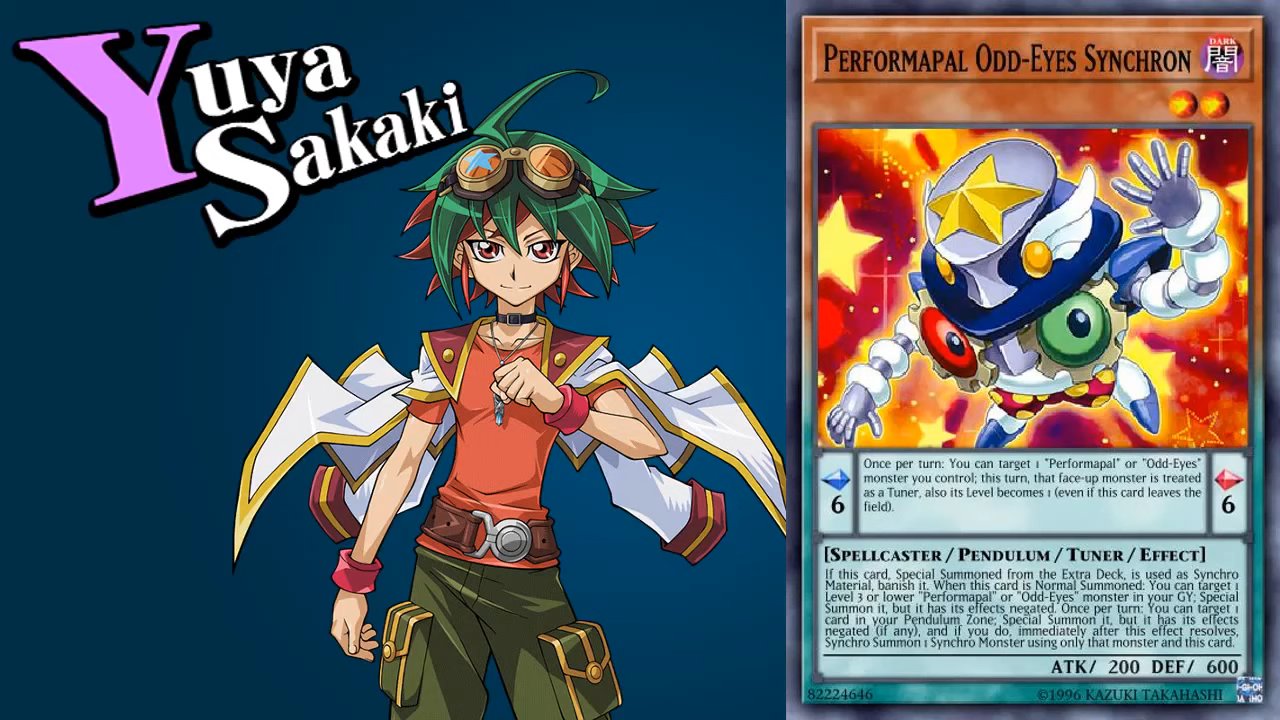 Yuya
Sakaki
PERFORMAPAL ODD-EYES SYNCHRON
DARK
闇
Once per turn: You can target 1 "Performapal" or "Odd-Eyes"
monster you control; this turn, that face-up monster is treated
as a Tuner, also its Level becomes 1 (even if this card leaves the
field).
6
6
[SPELLCASTER / PENDULUM / TUNER / EFFECT]
If this card, Special Summoned from the Extra Deck, is used as Synchro
Material, banish it. When this card is Normal Summoned: You can target 1
Level 3 or lower "Performapal" or "Odd-Eyes" monster in your GY; Special
Summon it, but it has its effects negated. Once per turn: You can target 1
card in your Pendulum Zone; Special Summon it, but it has its effects
negated (if any), and if you do, immediately after this effect resolves,
Synchro Summon 1 Synchro Monster using only that monster and this card.
ATK/ 200 DEF/ 600
82224646
©1996 KAZUKI TAKAHASHI